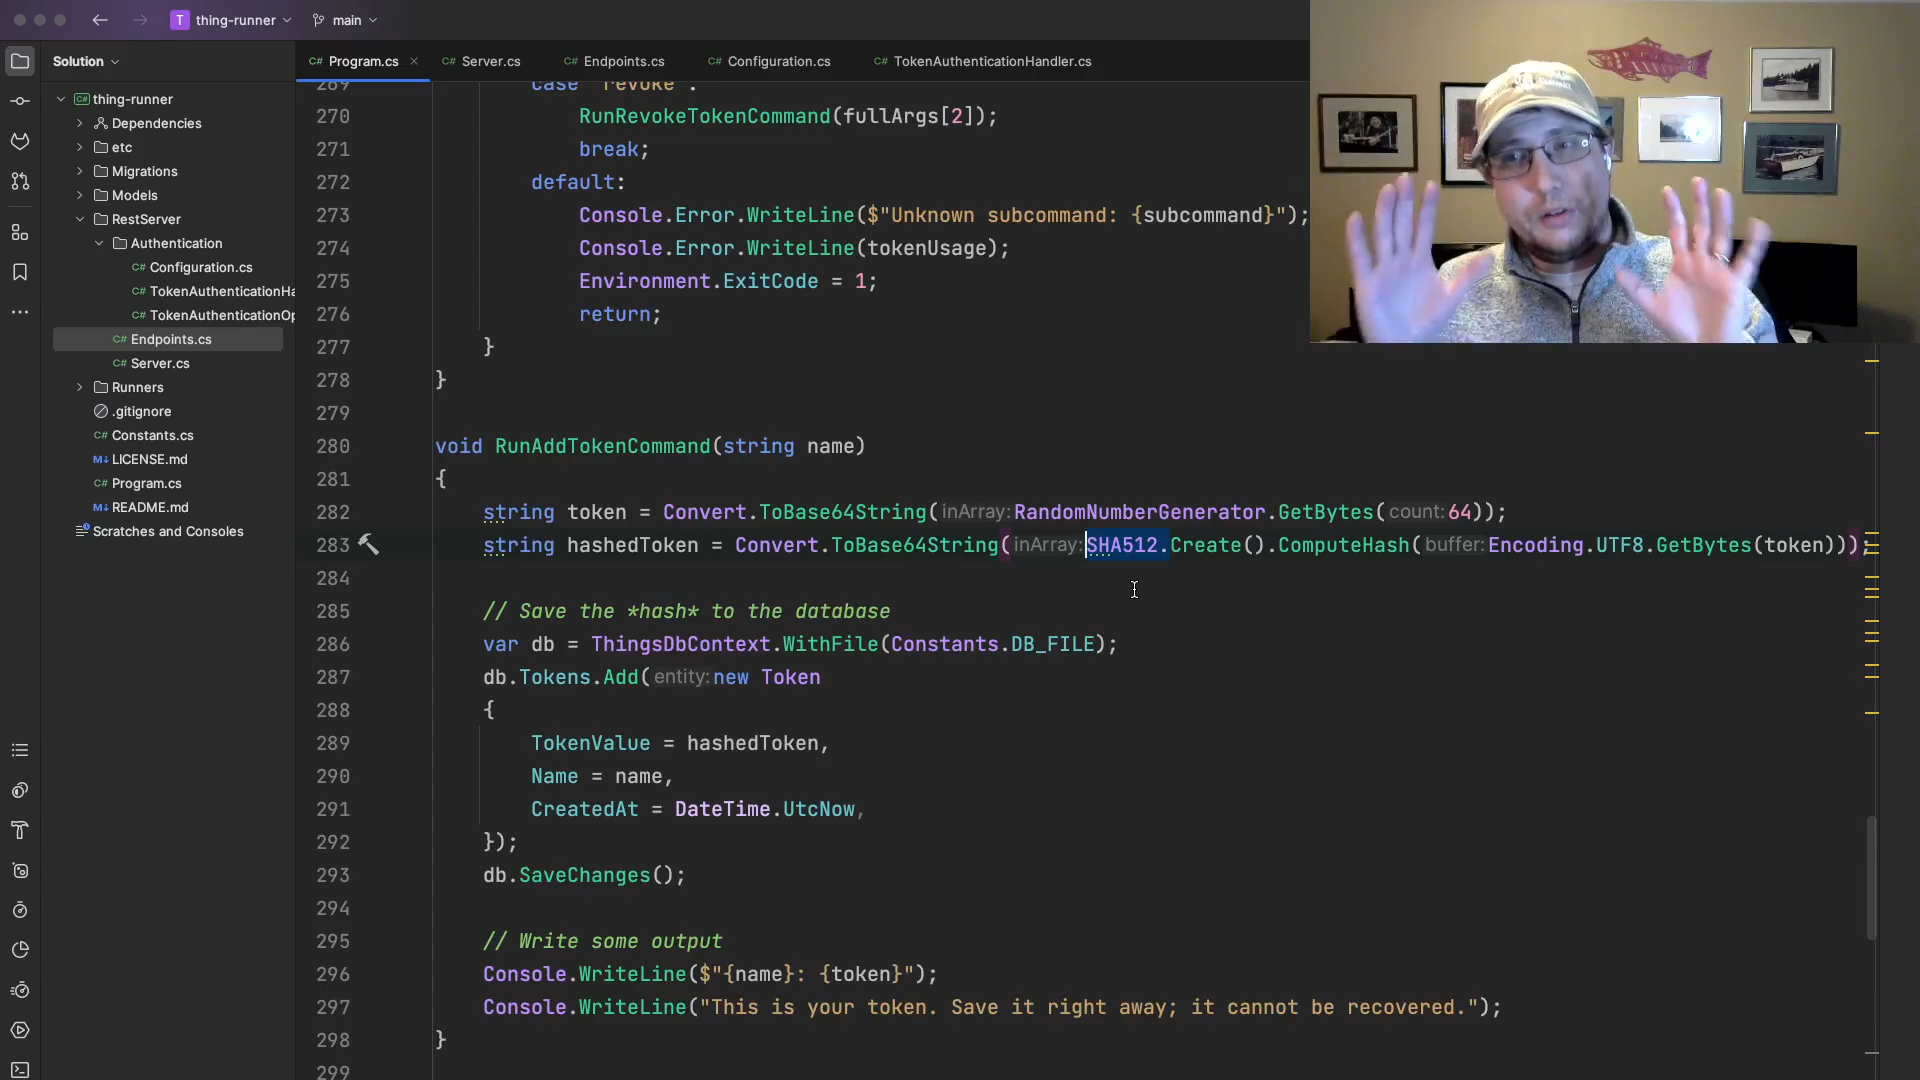 T thing-runner main
Solution
Program.cs Server.cs Endpoints.cs Configuration.cs TokenAuthenticationHandler.cs
thing-runner
Dependencies
etc
Migrations
Models
RestServer
Authentication
Configuration.cs
TokenAuthenticationHa
TokenAuthenticationOp
Endpoints.cs
Server.cs
Runners
.gitignore
Constants.cs
LICENSE.md
Program.cs
README.md
Scratches and Consoles
269 case "revoke":
270 RunRevokeTokenCommand(fullArgs[2]);
271 break;
272 default:
273 Console.Error.WriteLine($"Unknown subcommand: {subcommand}");
274 Console.Error.WriteLine(tokenUsage);
275 Environment.ExitCode = 1;
276 return;
277 }
278 }
279
280 void RunAddTokenCommand(string name)
281 {
282 string token = Convert.ToBase64String(inArray: RandomNumberGenerator.GetBytes(count: 64));
283 string hashedToken = Convert.ToBase64String(inArray: SHA512.Create().ComputeHash(buffer: Encoding.UTF8.GetBytes(token)));
284
285 // Save the *hash* to the database
286 var db = ThingsDbContext.WithFile(Constants.DB_FILE);
287 db.Tokens.Add(entity: new Token
288 {
289 TokenValue = hashedToken,
290 Name = name,
291 CreatedAt = DateTime.UtcNow,
292 });
293 db.SaveChanges();
294
295 // Write some output
296 Console.WriteLine($"{name}: {token}");
297 Console.WriteLine("This is your token. Save it right away; it cannot be recovered.");
298 }
299